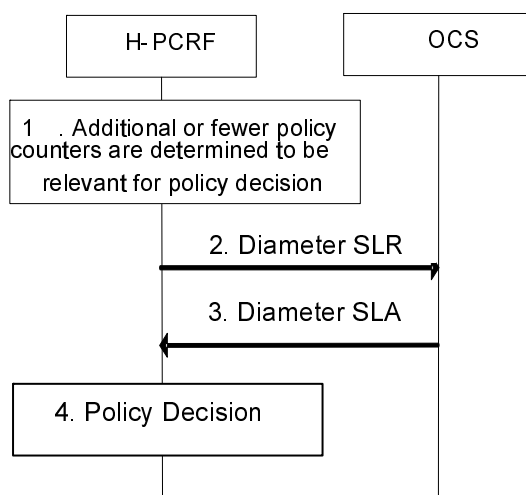 H-PCRF
OCS
1 . Additional or fewer policy
counters are determined to be
relevant for policy decision
2. Diameter SLR
3. Diameter SLA
4. Policy Decision